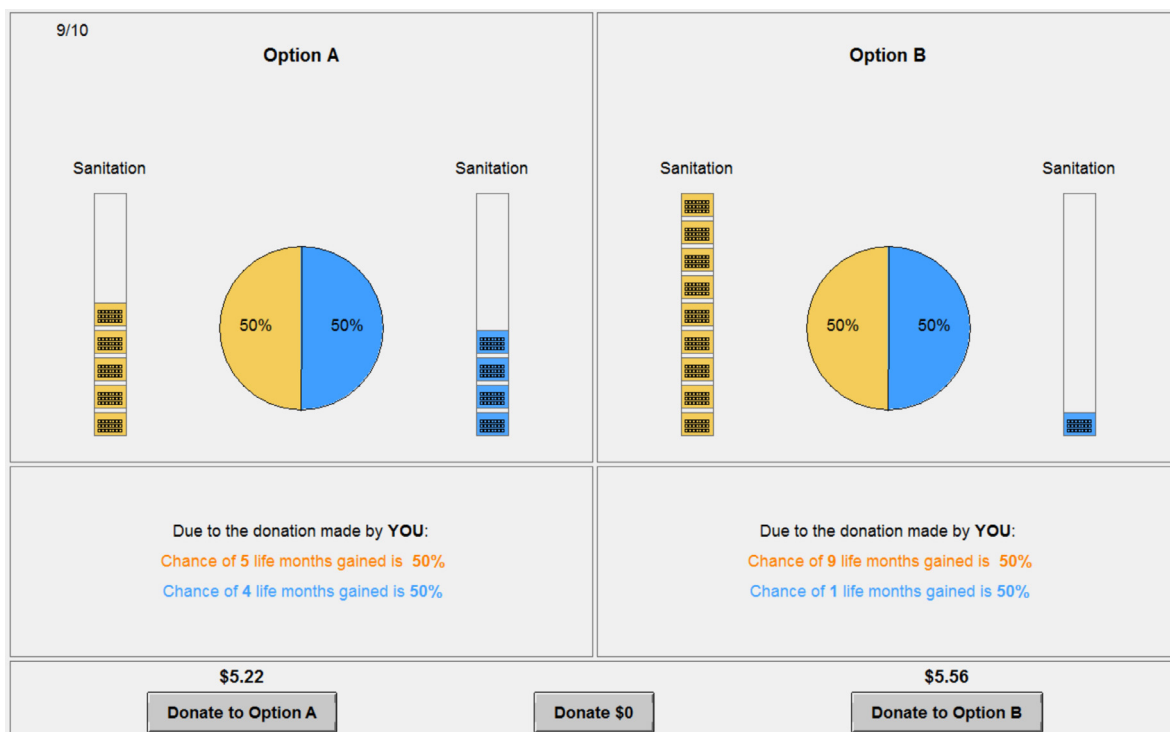 9/10
Option A
Sanitation
Sanitation
50%
50%
Due to the donation made by YOU:
Chance of 5 life months gained is 50%
Chance of 4 life months gained is 50%
$5.22
Donate to Option A
Donate $0
Option B
Sanitation
Sanitation
50%
50%
Due to the donation made by YOU:
Chance of 9 life months gained is 50%
Chance of 1 life months gained is 50%
$5.56
Donate to Option B